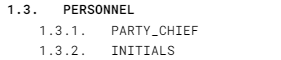 1.3. PERSONNEL
1.3.1. PARTY_CHIEF
1.3.2. INITIALS